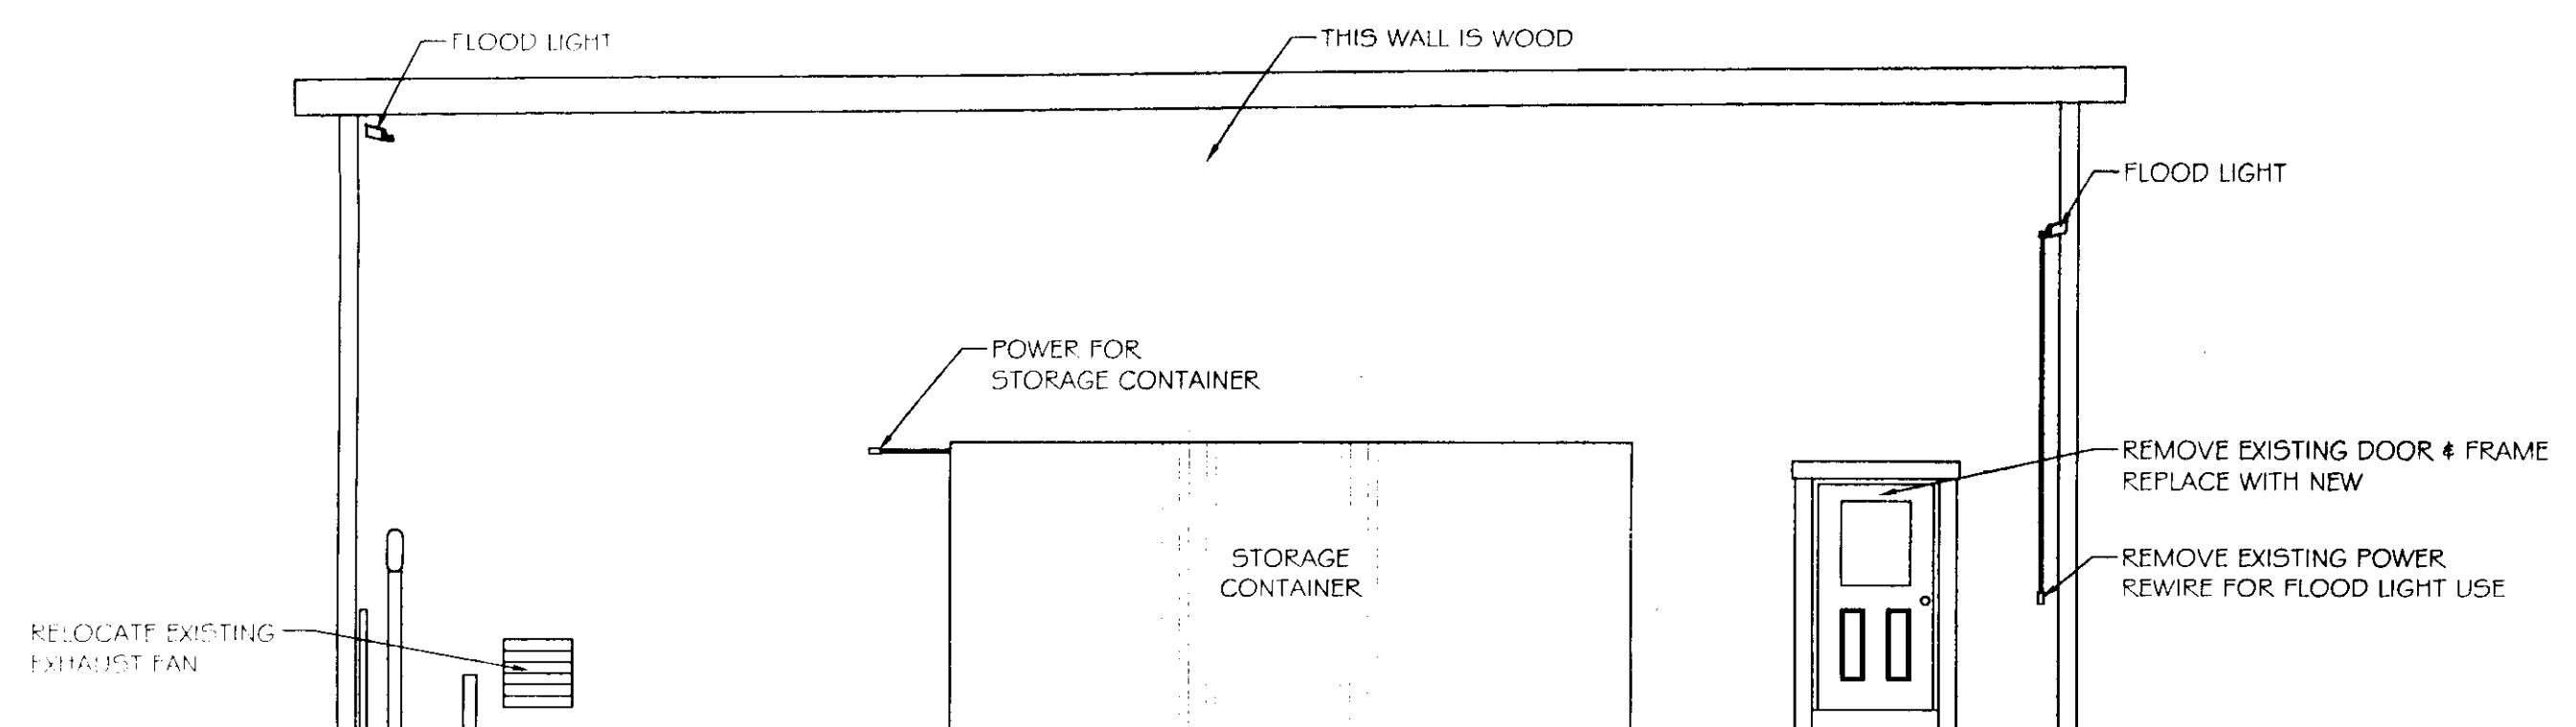 FLOOD LIGHT
THIS WALL IS WOOD
FLOOD LIGHT
POWER FOR
STORAGE CONTAINER
REMOVE EXISTING DOOR & FRAME
REPLACE WITH NEW
STORAGE
CONTAINER
REMOVE EXISTING POWER
REWIRE FOR FLOOD LIGHT USE
RELOCATE EXISTING
EXHAUST FAN